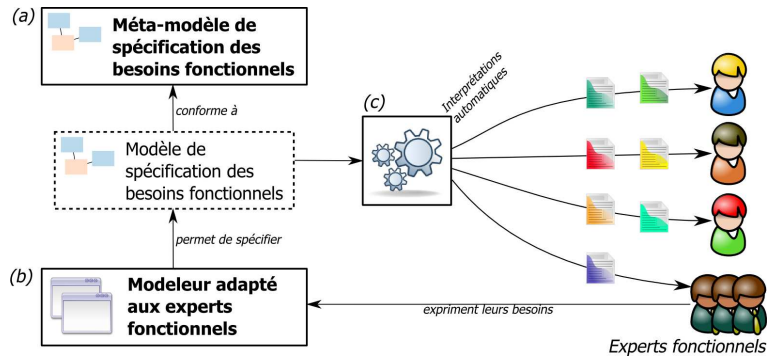 (a)
Méta-modèle de
spécification des
besoins fonctionnels
conforme à
Modèle de
spécification des
besoins fonctionnels
(c)
Interprétations
automatiques
permet de spécifier
(b)
Modeleur adapté
aux experts
fonctionnels
expriment leurs besoins
Experts fonctionnels